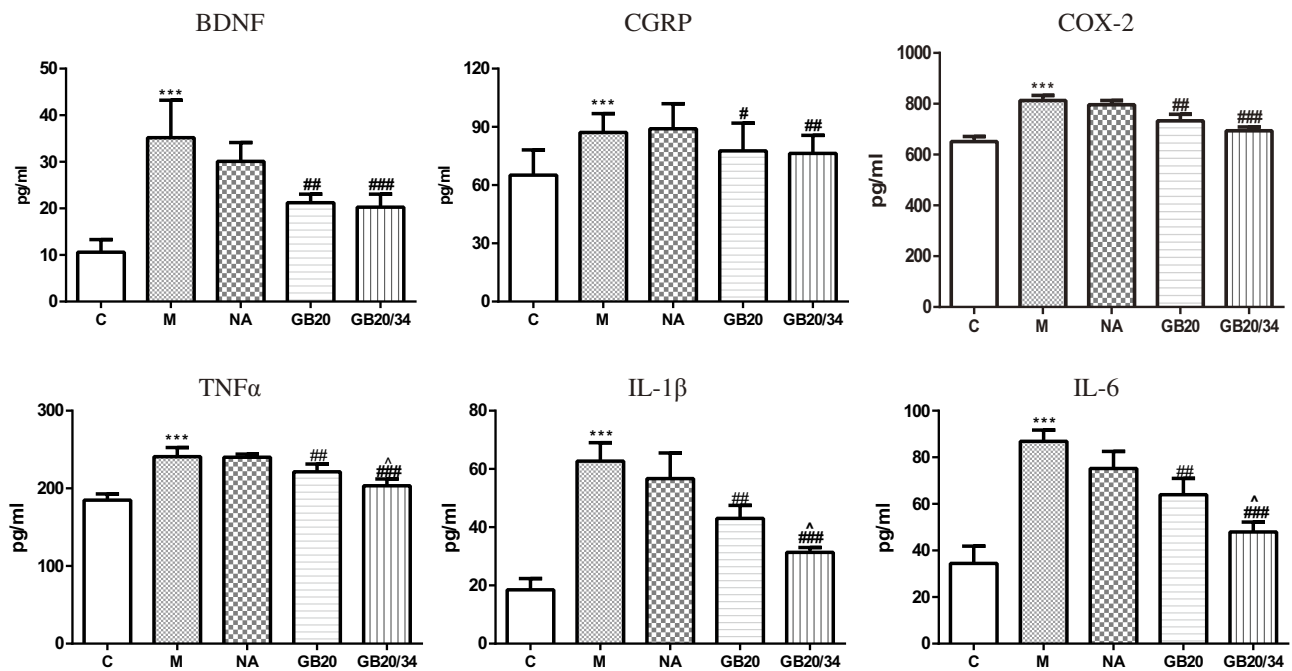 BDNF
50
40
30
20
10
0
pg/ml
***
##
###
C M NA GB20 GB20/34
CGRP
120
90
60
30
0
pg/ml
***
#
##
C M NA GB20 GB20/34
COX-2
1000
800
600
400
200
0
pg/ml
***
##
###
C M NA GB20 GB20/34
TNFα
300
200
100
0
pg/ml
***
##
^
###
C M NA GB20 GB20/34
IL-1β
80
60
40
20
0
pg/ml
***
##
^
###
C M NA GB20 GB20/34
IL-6
100
80
60
40
20
0
pg/ml
***
##
^
###
C M NA GB20 GB20/34